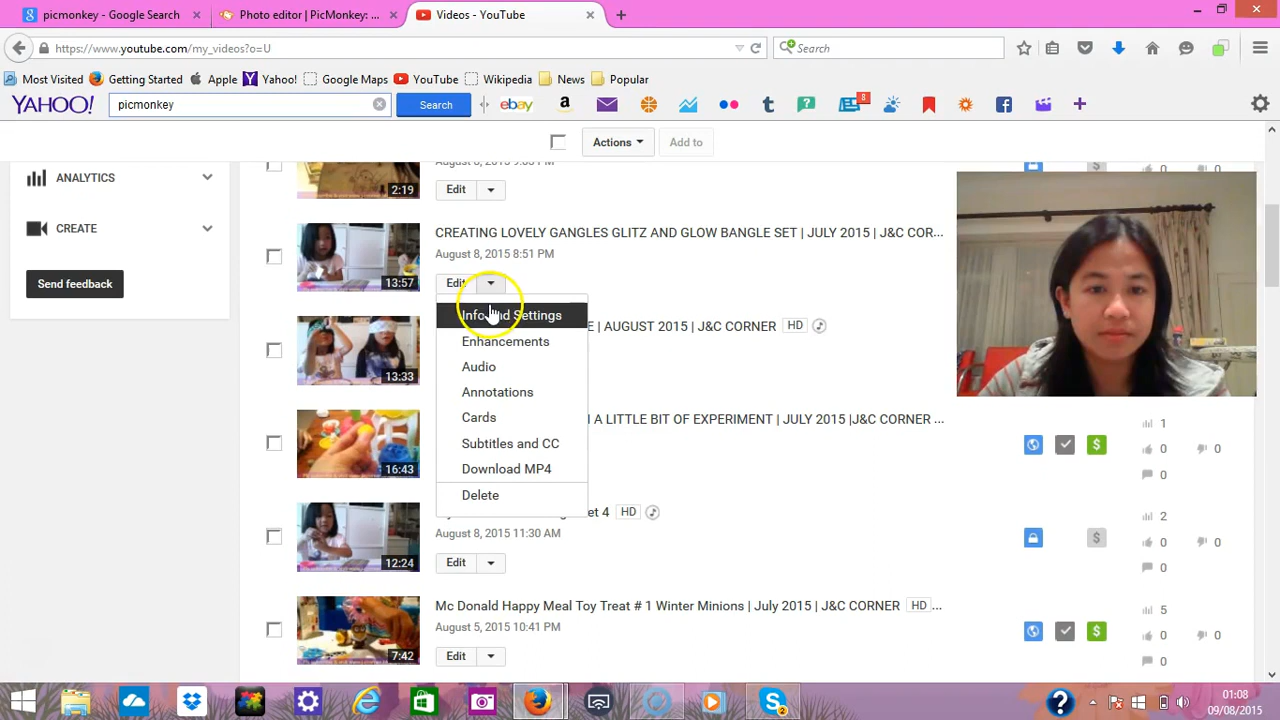 picmonkey - Google Search
Photo editor | PicMonkey: ...
Videos - YouTube
https://www.youtube.com/my_videos?o=U
Search
Most Visited
Getting Started
Apple
Yahoo!
Google Maps
YouTube
Wikipedia
News
Popular
YAHOO!
picmonkey
Search
ebay
8
Actions
Add to
ANALYTICS
CREATE
Send feedback
2:19
Edit
0
0
CREATING LOVELY GANGLES GLITZ AND GLOW BANGLE SET | JULY 2015 | J&C COR...
August 8, 2015 8:51 PM
13:57
Edit
Info and Settings
Enhancements
Audio
Annotations
Cards
Subtitles and CC
Download MP4
Delete
E | AUGUST 2015 | J&C CORNER HD
13:33
A LITTLE BIT OF EXPERIMENT | JULY 2015 |J&C CORNER ...
16:43
1
0
0
0
et 4 HD
August 8, 2015 11:30 AM
12:24
Edit
2
0
0
0
Mc Donald Happy Meal Toy Treat # 1 Winter Minions | July 2015 | J&C CORNER HD ...
August 5, 2015 10:41 PM
7:42
Edit
5
0
0
0
2
01:08
09/08/2015